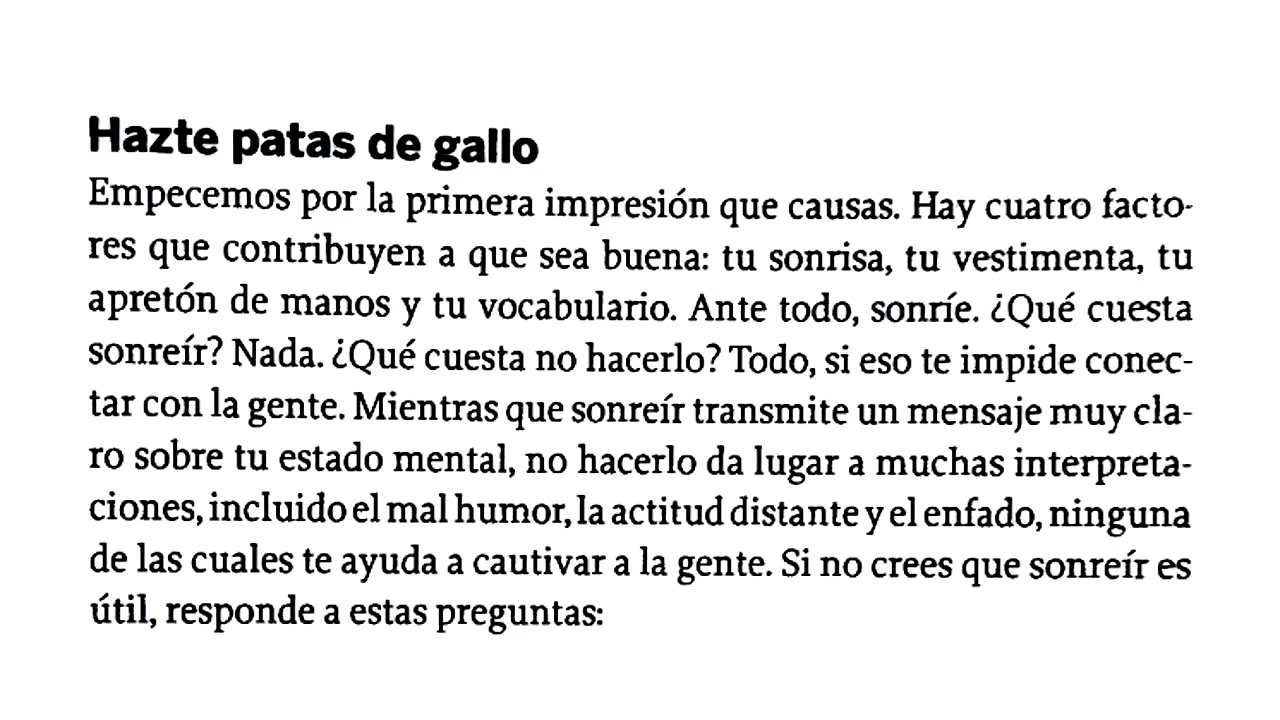 Hazte patas de gallo
Empecemos por la primera impresión que causas. Hay cuatro facto-
res que contribuyen a que sea buena: tu sonrisa, tu vestimenta, tu
apretón de manos y tu vocabulario. Ante todo, sonríe. ¿Qué cuesta
sonreír? Nada. ¿Qué cuesta no hacerlo? Todo, si eso te impide conec-
tar con la gente. Mientras que sonreír transmite un mensaje muy cla-
ro sobre tu estado mental, no hacerlo da lugar a muchas interpreta-
ciones, incluido el mal humor, la actitud distante y el enfado, ninguna
de las cuales te ayuda a cautivar a la gente. Si no crees que sonreír es
útil, responde a estas preguntas: